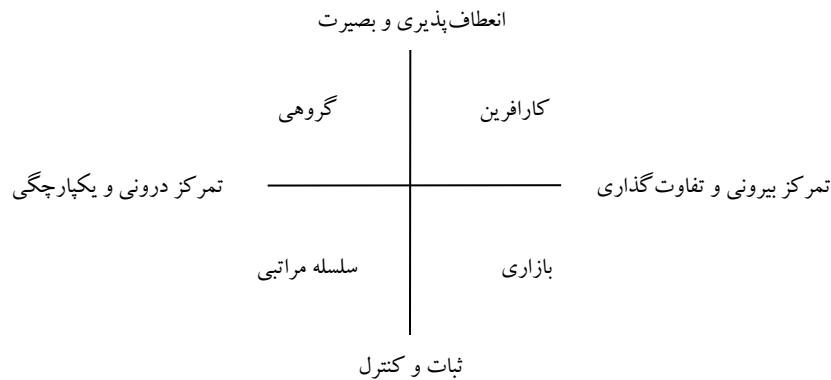 انعطاف‌پذیری و بصیرت
کارافرین
گروهی
تمرکز بیرونی و تفاوت گذاری
تمرکز درونی و یکپارچگی
بازاری
سلسله مراتبی
ثبات و کنترل